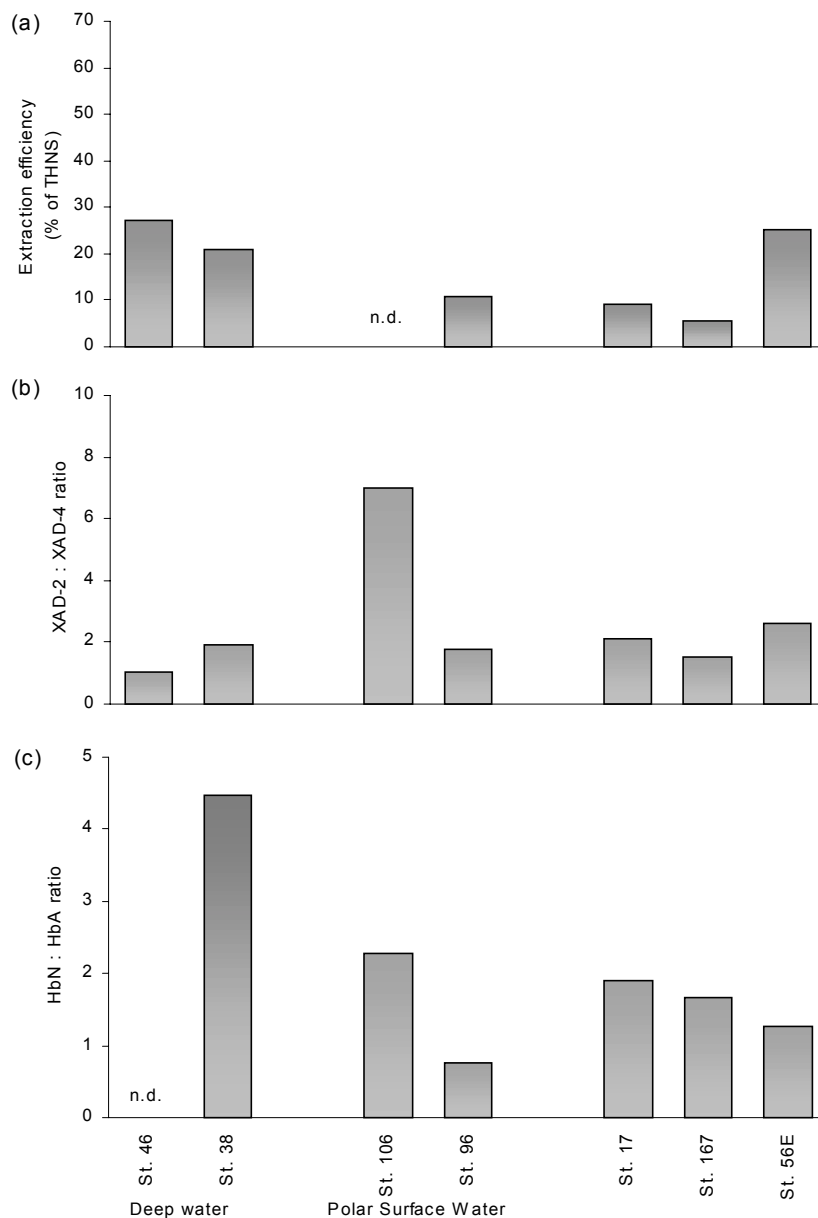 (a)
Extraction efficiency
(% of THNS)
70
60
50
40
30
20
10
0
n.d.
(b)
XAD-2 : XAD-4 ratio
10
8
6
4
2
0
(c)
HbN : HbA ratio
5
4
3
2
1
0
n.d.
St. 46
St. 38
St. 106
St. 96
St. 17
St. 167
St. 56E
Deep water
Polar Surface Water